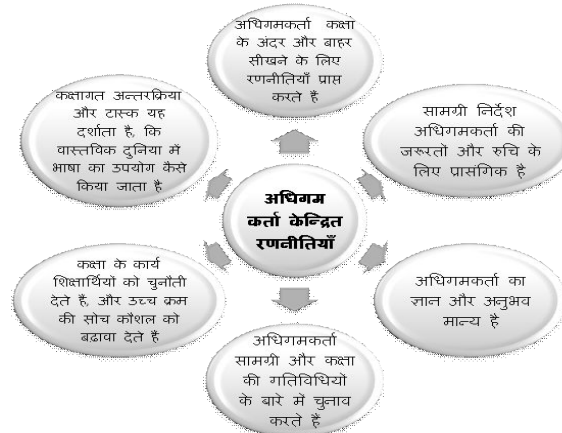 अधिगमकर्ता कक्षा
के अंदर और बाहर
सीखने के लिए
रणनीतियाँ प्राप्त
करते हैं
कक्षागत अन्तरक्रिया
और टास्क यह
दर्शाता है, कि
वास्तविक दुनिया में
भाषा का उपयोग कैसे
किया जाता है
सामग्री निर्देश
अधिगमकर्ता की
जरूरतो और रुचि के
लिए प्रासंगिक है
अधिगम
कर्ता केन्द्रित
रणनीतियाँ
कक्षा के कार्य
शिक्षार्थियों को चुनौती
देते हैं, और उच्च क्रम
की सोच कौशल को
बढ़ावा देते हैं
अधिगमकर्ता का
ज्ञान और अनुभव
मान्य है
अधिगमकर्ता
सामग्री और कक्षा
की गतिविधियों
के बारे में चुनाव
करते हैं